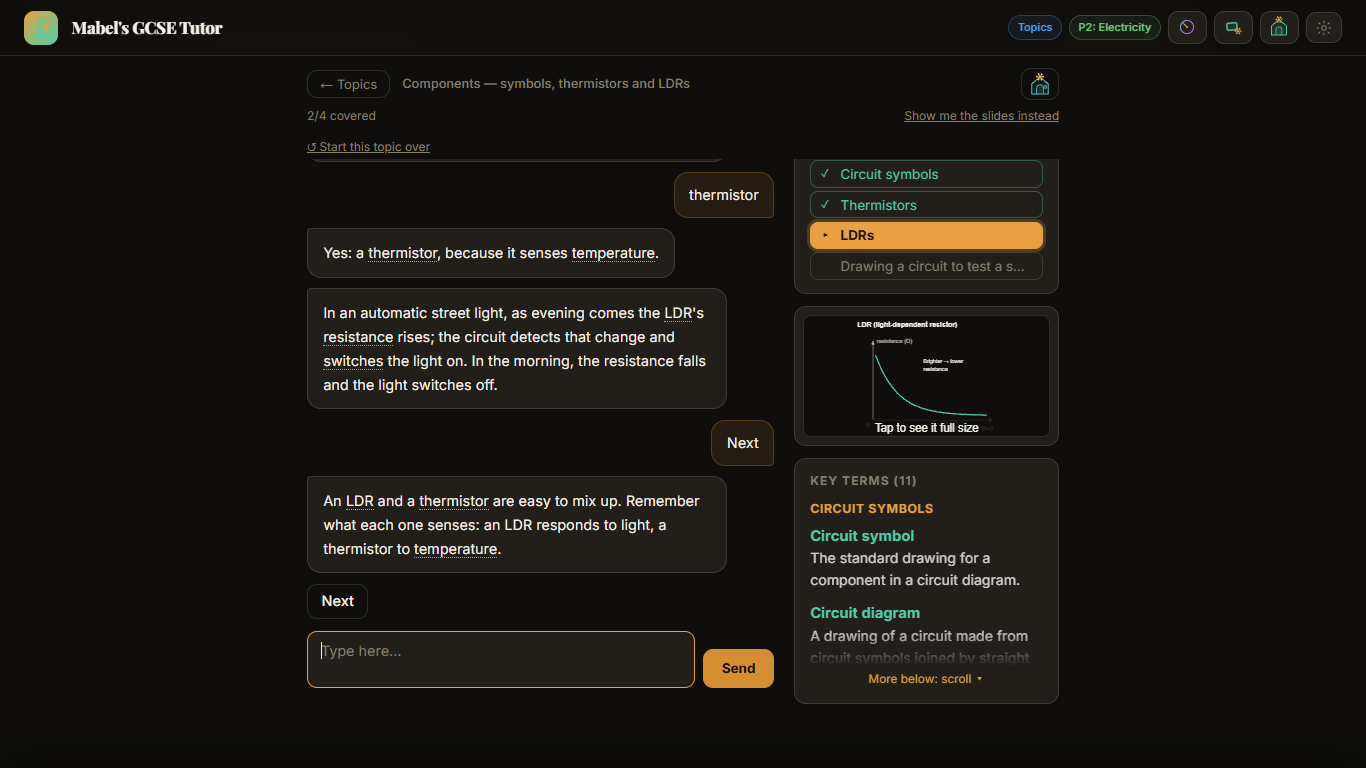 Mabel's GCSE Tutor
Topics
P2: Electricity
← Topics
Components — symbols, thermistors and LDRs
2/4 covered
Show me the slides instead
↺ Start this topic over
thermistor
Yes: a thermistor, because it senses temperature.
In an automatic street light, as evening comes the LDR's
resistance rises; the circuit detects that change and
switches the light on. In the morning, the resistance falls
and the light switches off.
Next
An LDR and a thermistor are easy to mix up. Remember
what each one senses: an LDR responds to light, a
thermistor to temperature.
Next
Type here...
Send
✓ Circuit symbols
✓ Thermistors
▸ LDRs
Drawing a circuit to test a s...
LDR (light-dependent resistor)
resistance (Ω)
Brighter → lower
resistance
Tap to see it full size
KEY TERMS (11)
CIRCUIT SYMBOLS
Circuit symbol
The standard drawing for a
component in a circuit diagram.
Circuit diagram
A drawing of a circuit made from
circuit symbols joined by straight
More below: scroll ▾